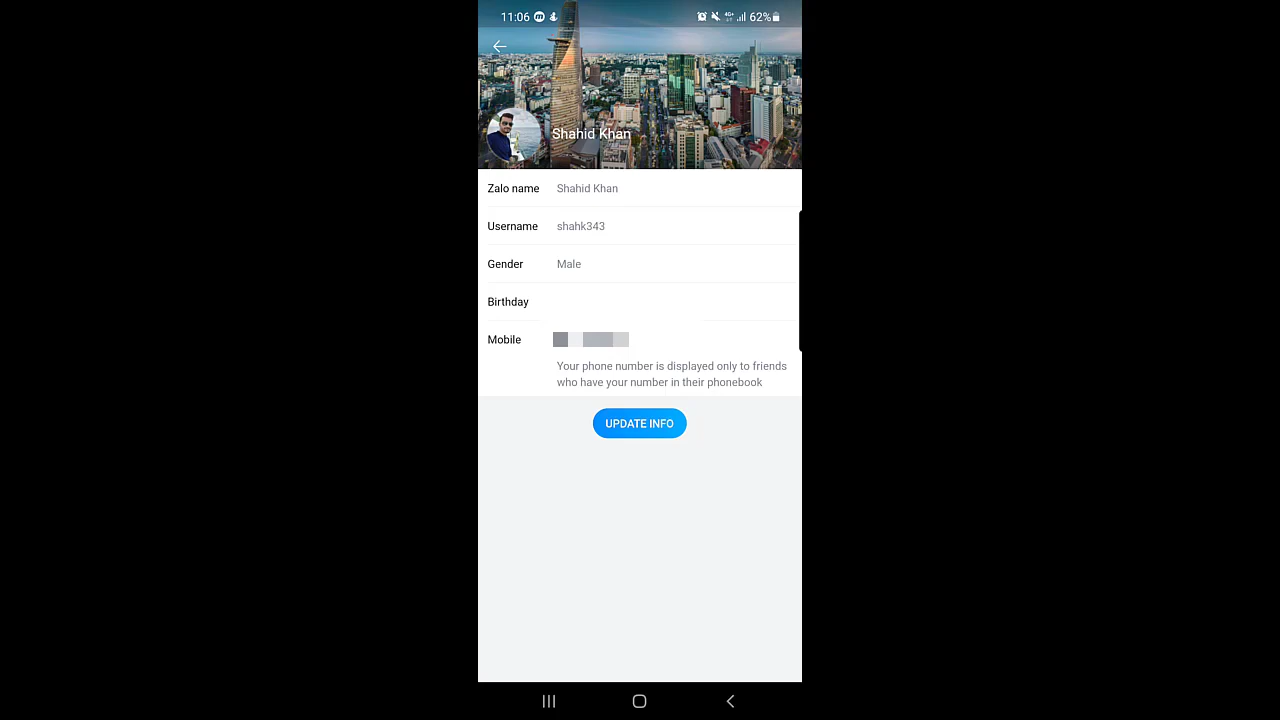 11:06 62%
Shahid Khan
Zalo name Shahid Khan
Username shahk343
Gender Male
Birthday
Mobile
Your phone number is displayed only to friends
who have your number in their phonebook
UPDATE INFO